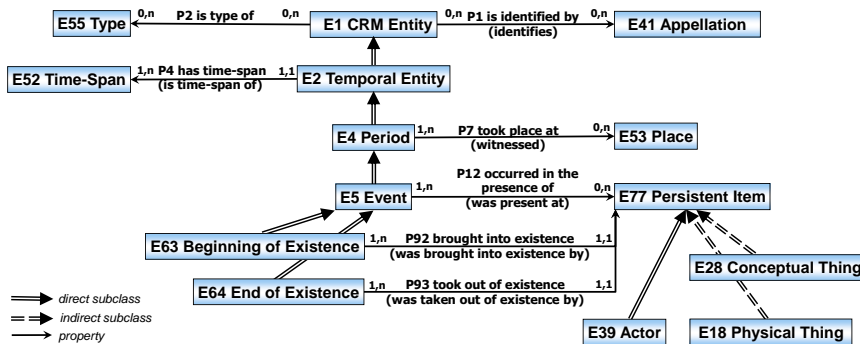 E55 Type
0,n P2 is type of 0,n
E1 CRM Entity
0,n P1 is identified by 0,n
(identifies)
E41 Appellation
E52 Time-Span
1,n P4 has time-span 1,1
(is time-span of)
E2 Temporal Entity
E4 Period
1,n P7 took place at 0,n
(witnessed)
E53 Place
E5 Event
P12 occurred in the
1,n presence of 0,n
(was present at)
E77 Persistent Item
E63 Beginning of Existence
1,n P92 brought into existence 1,1
(was brought into existence by)
E28 Conceptual Thing
E64 End of Existence
1,n P93 took out of existence 1,1
(was taken out of existence by)
direct subclass
indirect subclass
property
E39 Actor
E18 Physical Thing